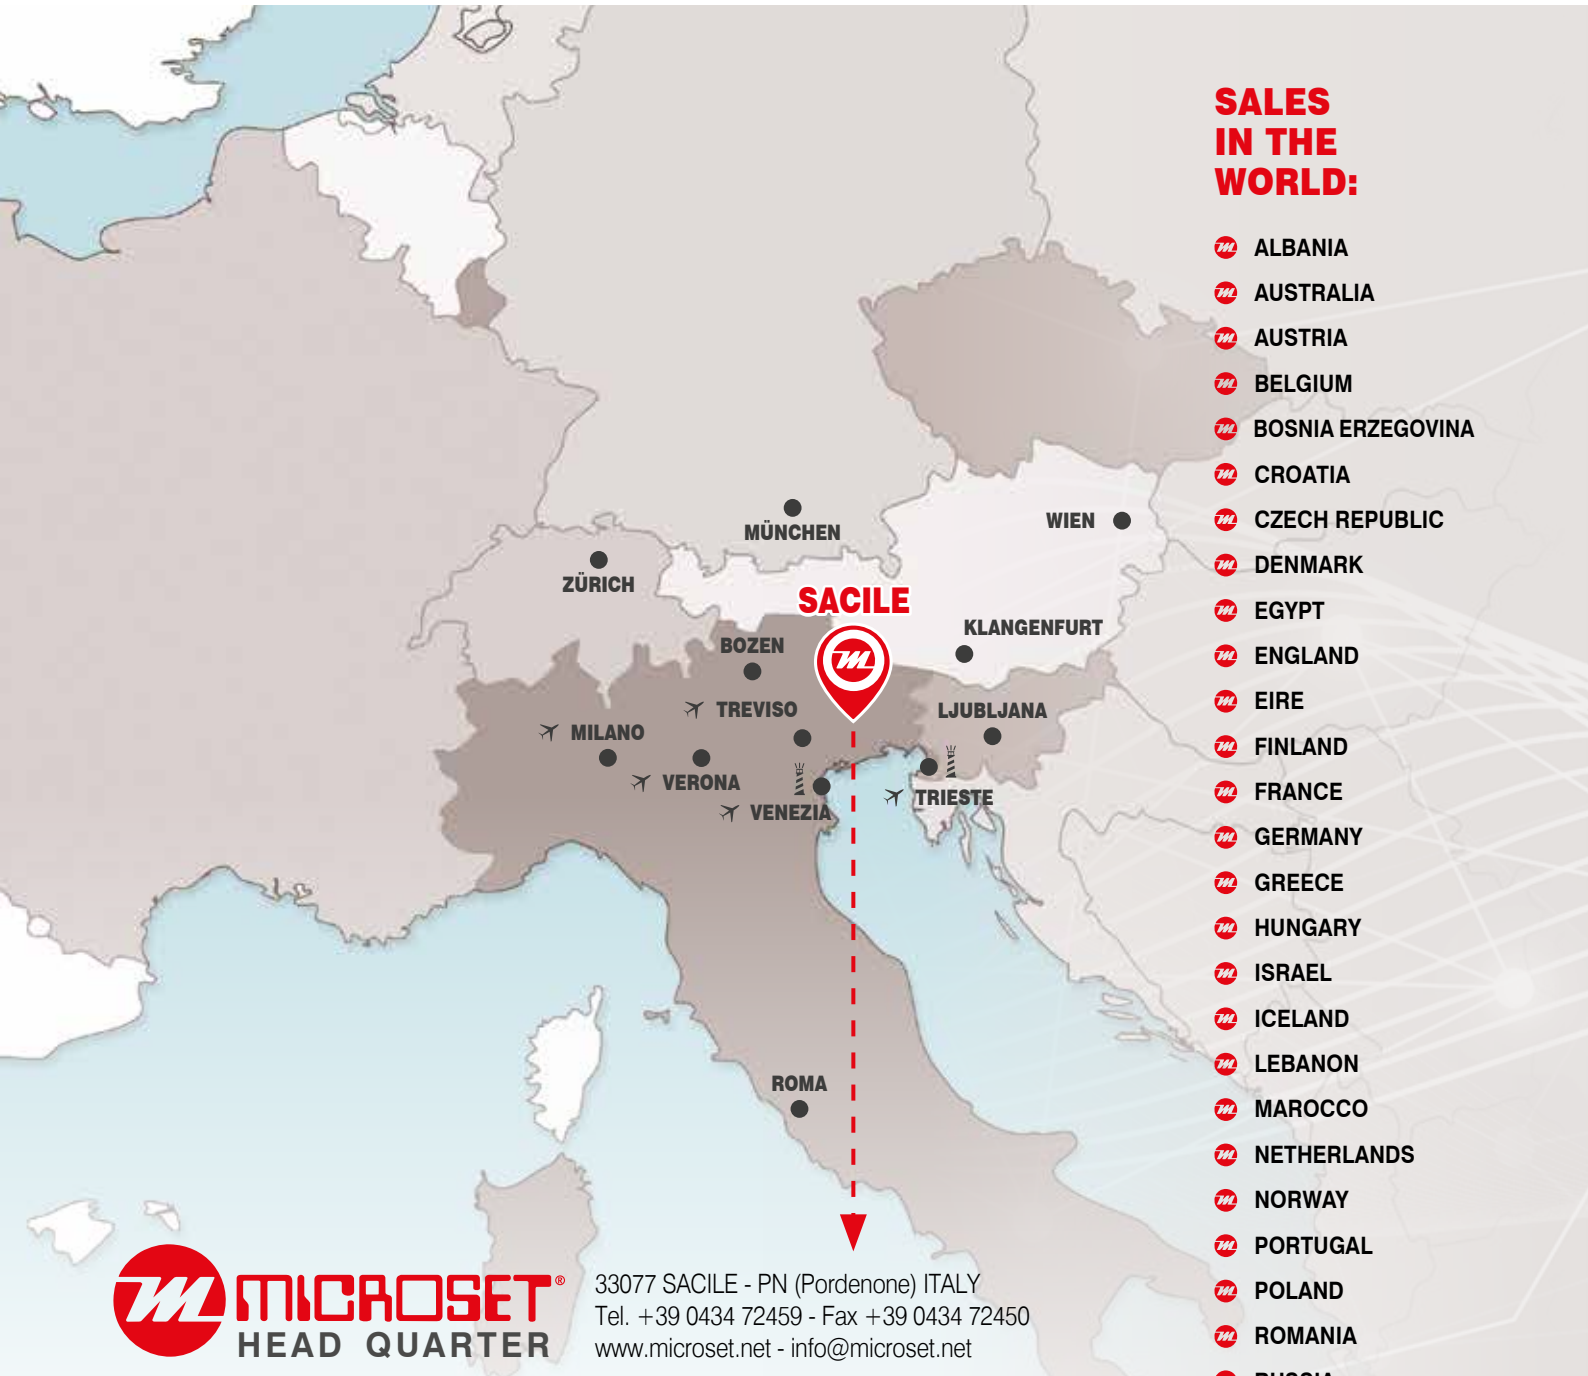 SALES
IN THE
WORLD:
ALBANIA
AUSTRALIA
AUSTRIA
BELGIUM
BOSNIA ERZEGOVINA
CROATIA
CZECH REPUBLIC
DENMARK
EGYPT
ENGLAND
EIRE
FINLAND
FRANCE
GERMANY
GREECE
HUNGARY
ISRAEL
ICELAND
LEBANON
MAROCCO
NETHERLANDS
NORWAY
PORTUGAL
POLAND
ROMANIA
RUSSIA
MÜNCHEN
WIEN
ZÜRICH
SACILE
KLANGENFURT
BOZEN
TREVISO
LJUBLJANA
MILANO
VERONA
TRIESTE
VENEZIA
ROMA
MICROSET®
HEAD QUARTER
33077 SACILE - PN (Pordenone) ITALY
Tel. +39 0434 72459 - Fax +39 0434 72450
www.microset.net - info@microset.net